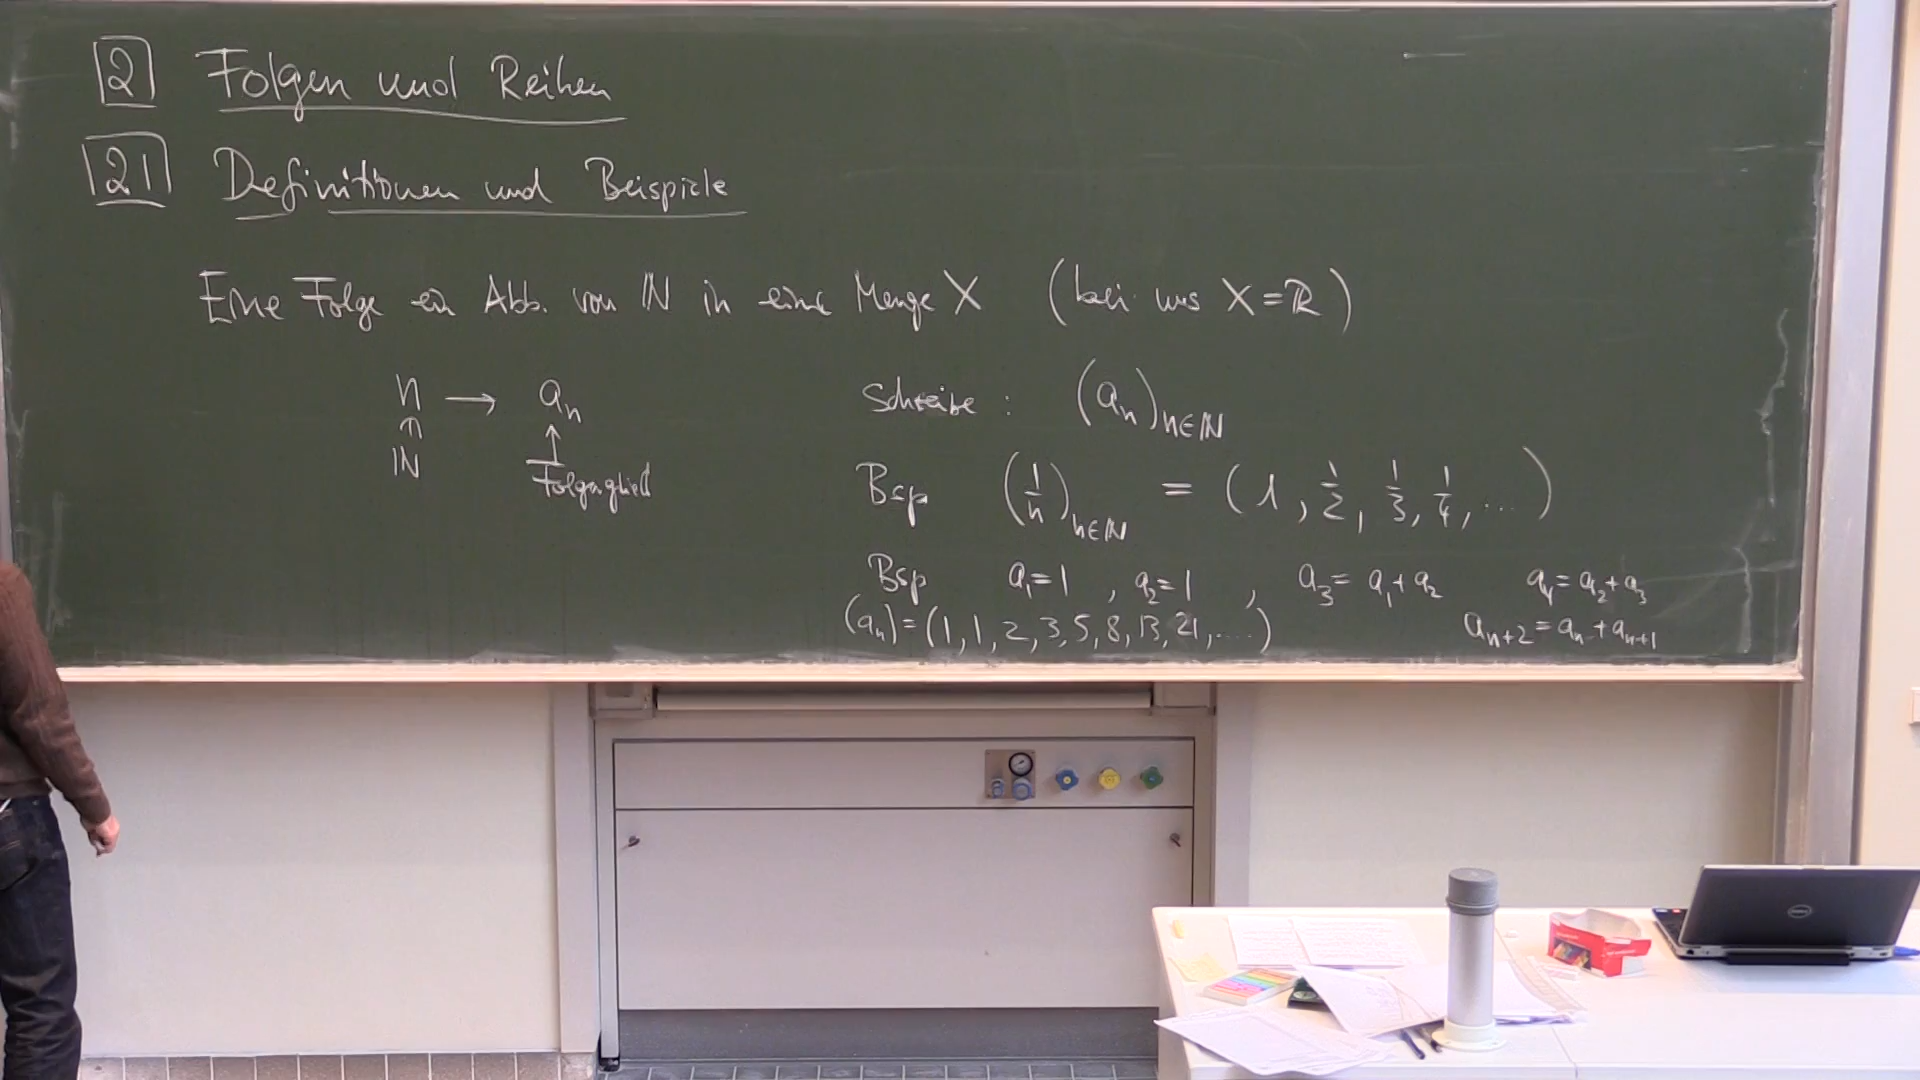 2 Folgen und Reihen
21 Definitionen und Beispiele
Eine Folge ein Abb. von ℕ in eine Menge X (bei uns X=ℝ)
n → aₙ
↑ ↑
ℕ Folgenglied
Schreibe : (aₙ)ₙ∈ℕ
Bsp (1/n)ₙ∈ℕ = (1, 1/2, 1/3, 1/4, ...)
Bsp a₁=1 , a₂=1 , a₃= a₁+a₂ a₄=a₂+a₃
(aₙ)=(1,1,2,3,5,8,13,21,....) aₙ₊₂=aₙ+aₙ₊₁
DELL